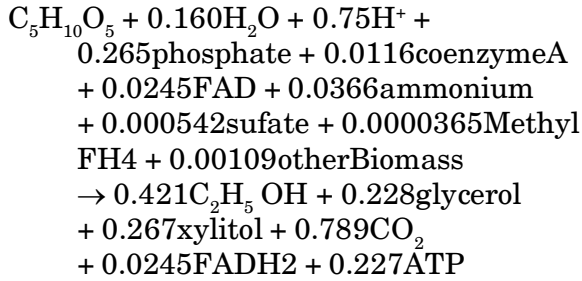 C₅H₁₀O₅ + 0.160H₂O + 0.75H⁺ +
0.265phosphate + 0.0116coenzymeA
+ 0.0245FAD + 0.0366ammonium
+ 0.000542sufate + 0.0000365Methyl
FH4 + 0.00109otherBiomass
→ 0.421C₂H₅ OH + 0.228glycerol
+ 0.267xylitol + 0.789CO₂
+ 0.0245FADH2 + 0.227ATP